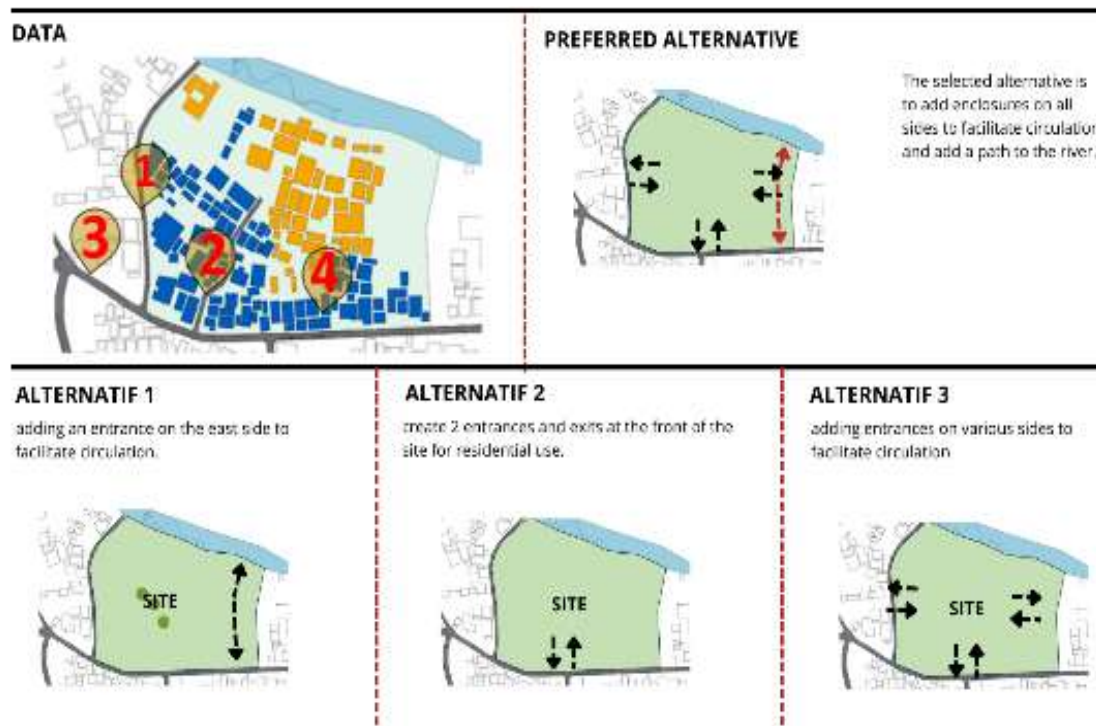 DATA
1
3
2
4
PREFERRED ALTERNATIVE
The selected alternative is
to add enclosures on all
sides to facilitate circulation
and add a path to the river.
ALTERNATIF 1
adding an entrance on the east side to
facilitate circulation.
SITE
ALTERNATIF 2
create 2 entrances and exits at the front of the
site for residential use.
SITE
ALTERNATIF 3
adding entrances on various sides to
facilitate circulation
SITE